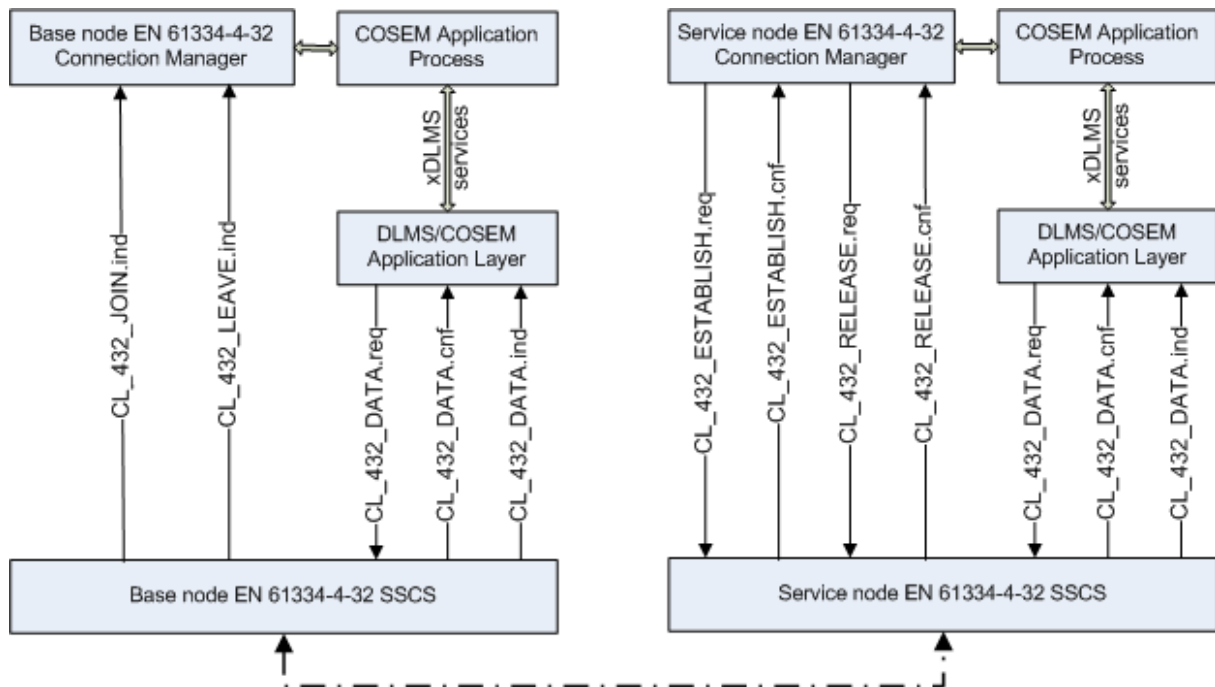 Base node EN 61334-4-32
Connection Manager
COSEM Application
Process
xDLMS
services
DLMS/COSEM
Application Layer
CL_432_JOIN.ind
CL_432_LEAVE.ind
CL_432_DATA.req
CL_432_DATA.cnf
CL_432_DATA.ind
Base node EN 61334-4-32 SSCS
Service node EN 61334-4-32
Connection Manager
COSEM Application
Process
xDLMS
services
DLMS/COSEM
Application Layer
CL_432_ESTABLISH.req
CL_432_ESTABLISH.cnf
CL_432_RELEASE.req
CL_432_RELEASE.cnf
CL_432_DATA.req
CL_432_DATA.cnf
CL_432_DATA.ind
Service node EN 61334-4-32 SSCS